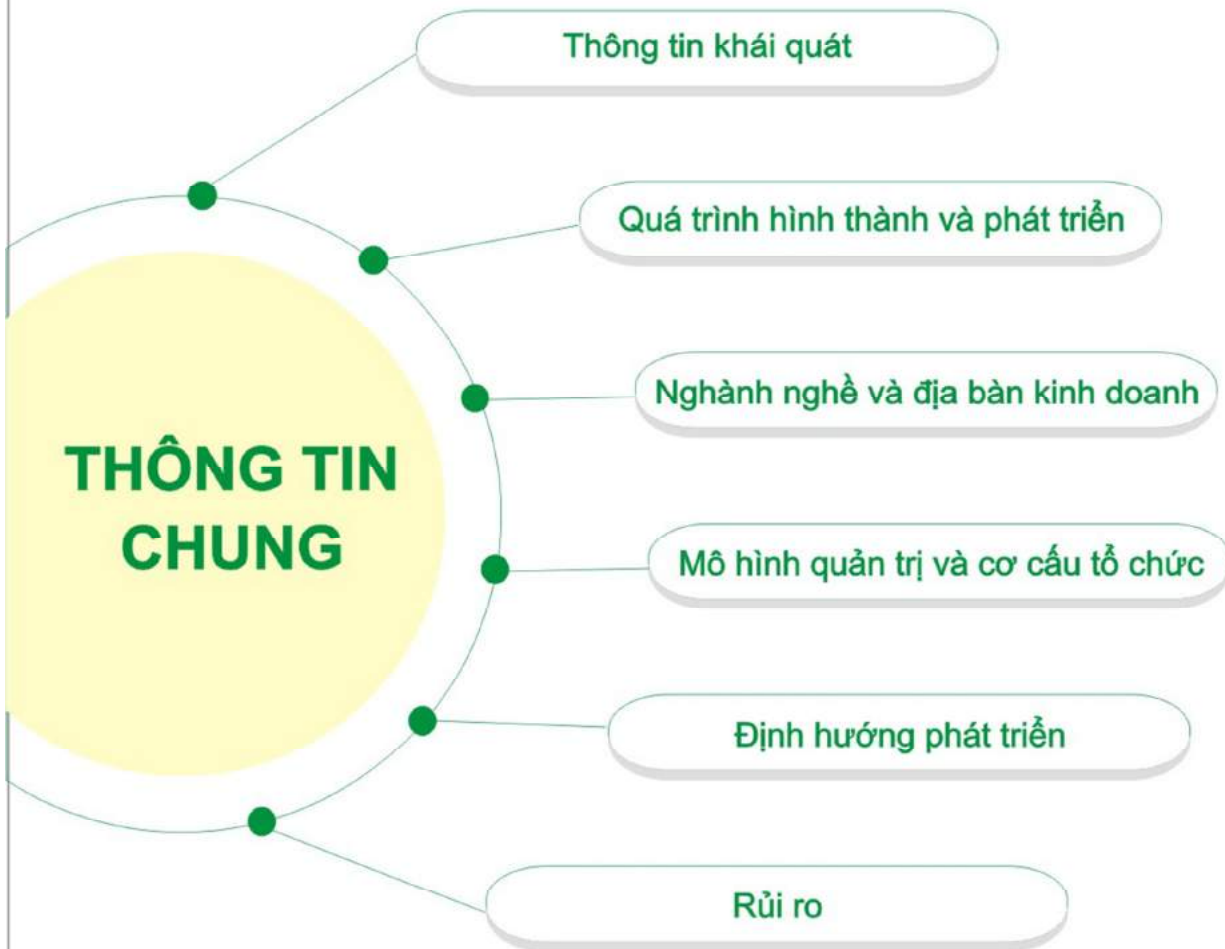 Thông tin khái quát
Quá trình hình thành và phát triển
Nghành nghề và địa bàn kinh doanh
THÔNG TIN
CHUNG
Mô hình quản trị và cơ cấu tổ chức
Định hướng phát triển
Rủi ro